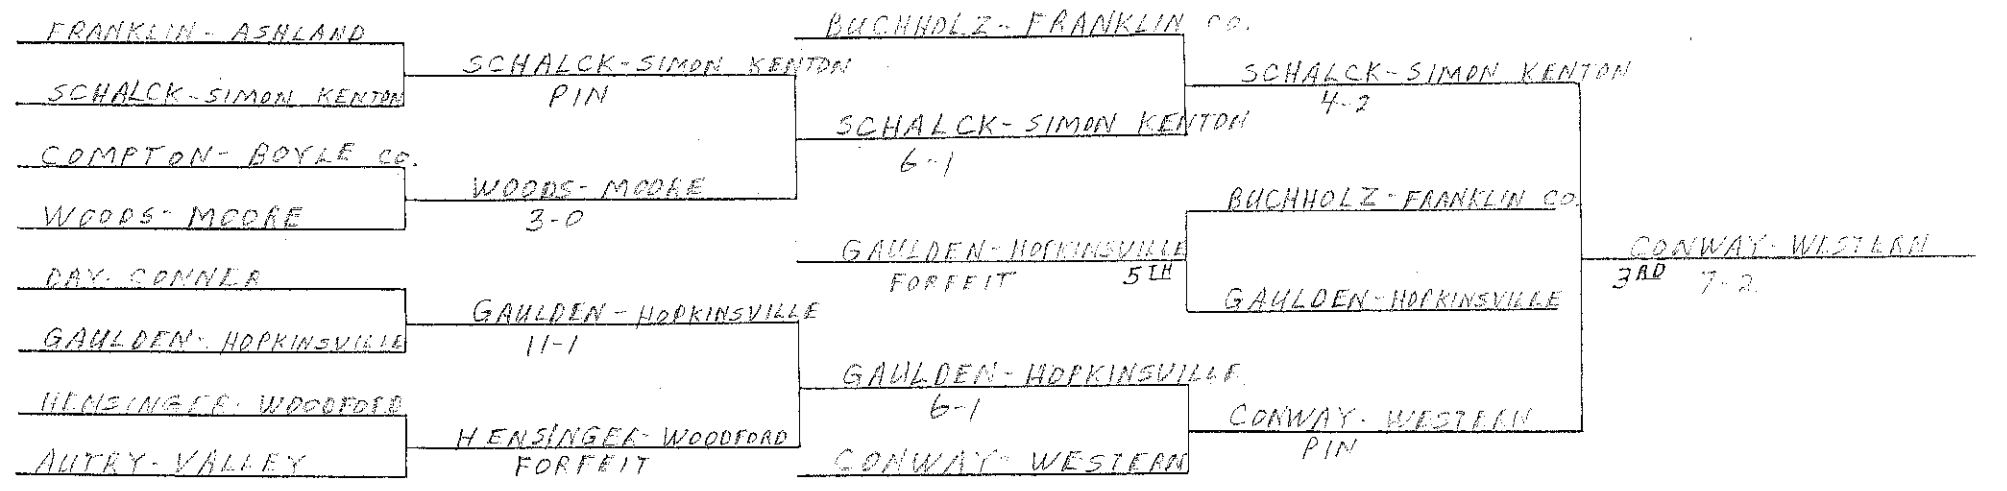 FRANKLIN - ASHLAND
SCHALCK - SIMON KENTON
COMPTON - BOYLE CO.
WOODS - MOORE
DAY - CONNER
GAULDEN - HOPKINSVILLE
HENSINGER - WOODFORD
AUTRY - VALLEY
SCHALCK - SIMON KENTON
PIN
WOODS - MOORE
3-0
GAULDEN - HOPKINSVILLE
11-1
HENSINGER - WOODFORD
FORFEIT
BUCHHOLZ - FRANKLIN CO.
SCHALCK - SIMON KENTON
6-1
GAULDEN - HOPKINSVILLE
FORFEIT
5TH
GAULDEN - HOPKINSVILLE
6-1
CONWAY - WESTERN
SCHALCK - SIMON KENTON
4-2
BUCHHOLZ - FRANKLIN CO.
GAULDEN - HOPKINSVILLE
CONWAY - WESTERN
PIN
CONWAY - WESTERN
3RD
7-2